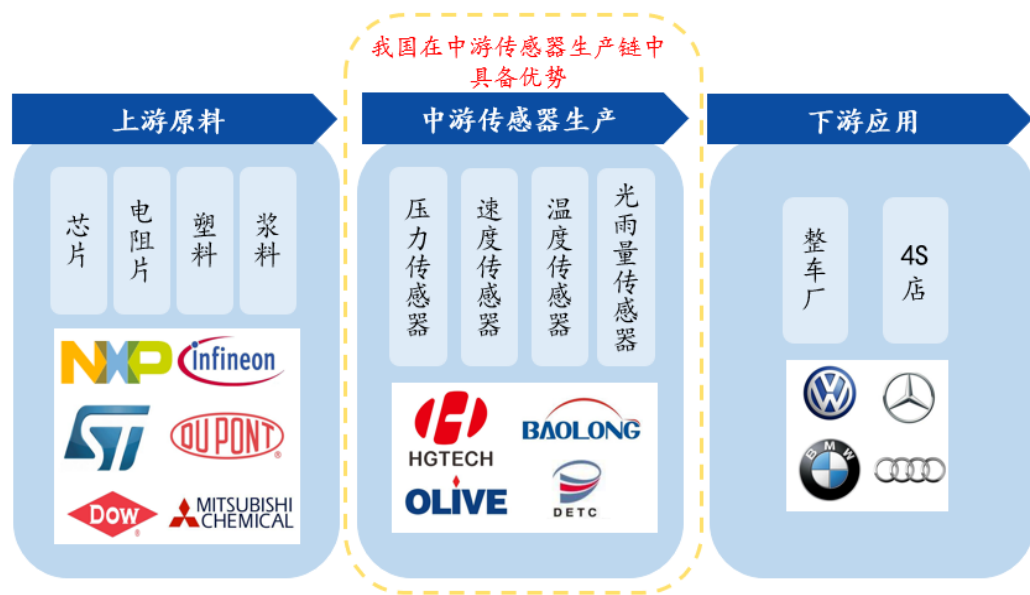 我国在中游传感器生产链中
具备优势
上游原料
中游传感器生产
下游应用
芯片
电阻片
塑料
浆料
压力传感器
速度传感器
温度传感器
光雨量传感器
整车厂
4S
店
NXP
infineon
ST
DU PONT
DOW
MITSUBISHI
CHEMICAL
HGTECH
BAOLONG
OLIVE
DETC
VW
BMW